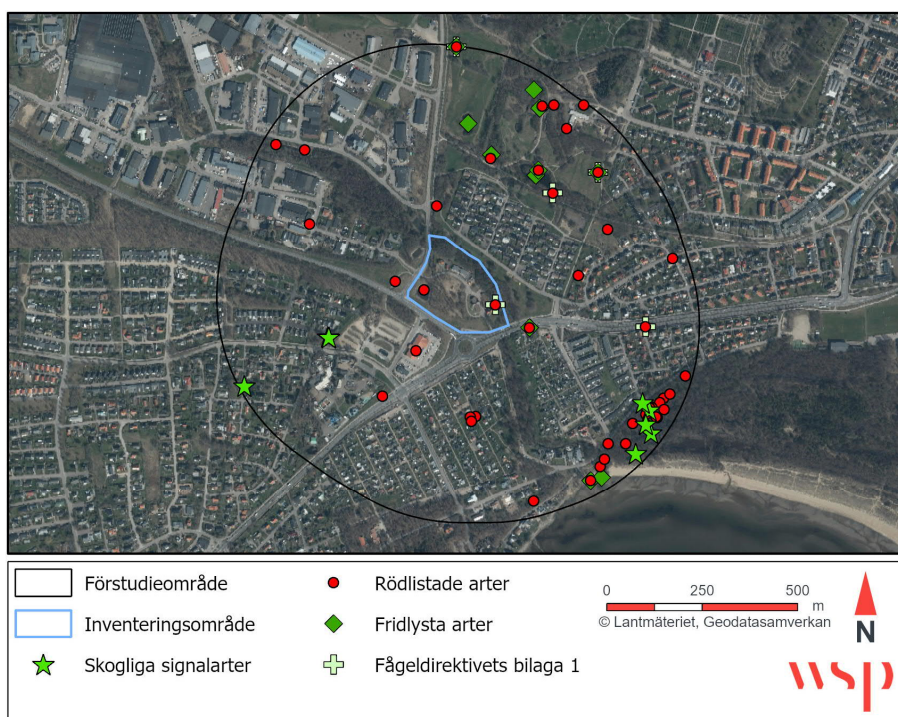 Förstudieområde
Inventeringsområde
Skogliga signalarter
Rödlistade arter
Fridlysta arter
Fågeldirektivets bilaga 1
0 250 500
m
© Lantmäteriet, Geodatasamverkan
N
wsp